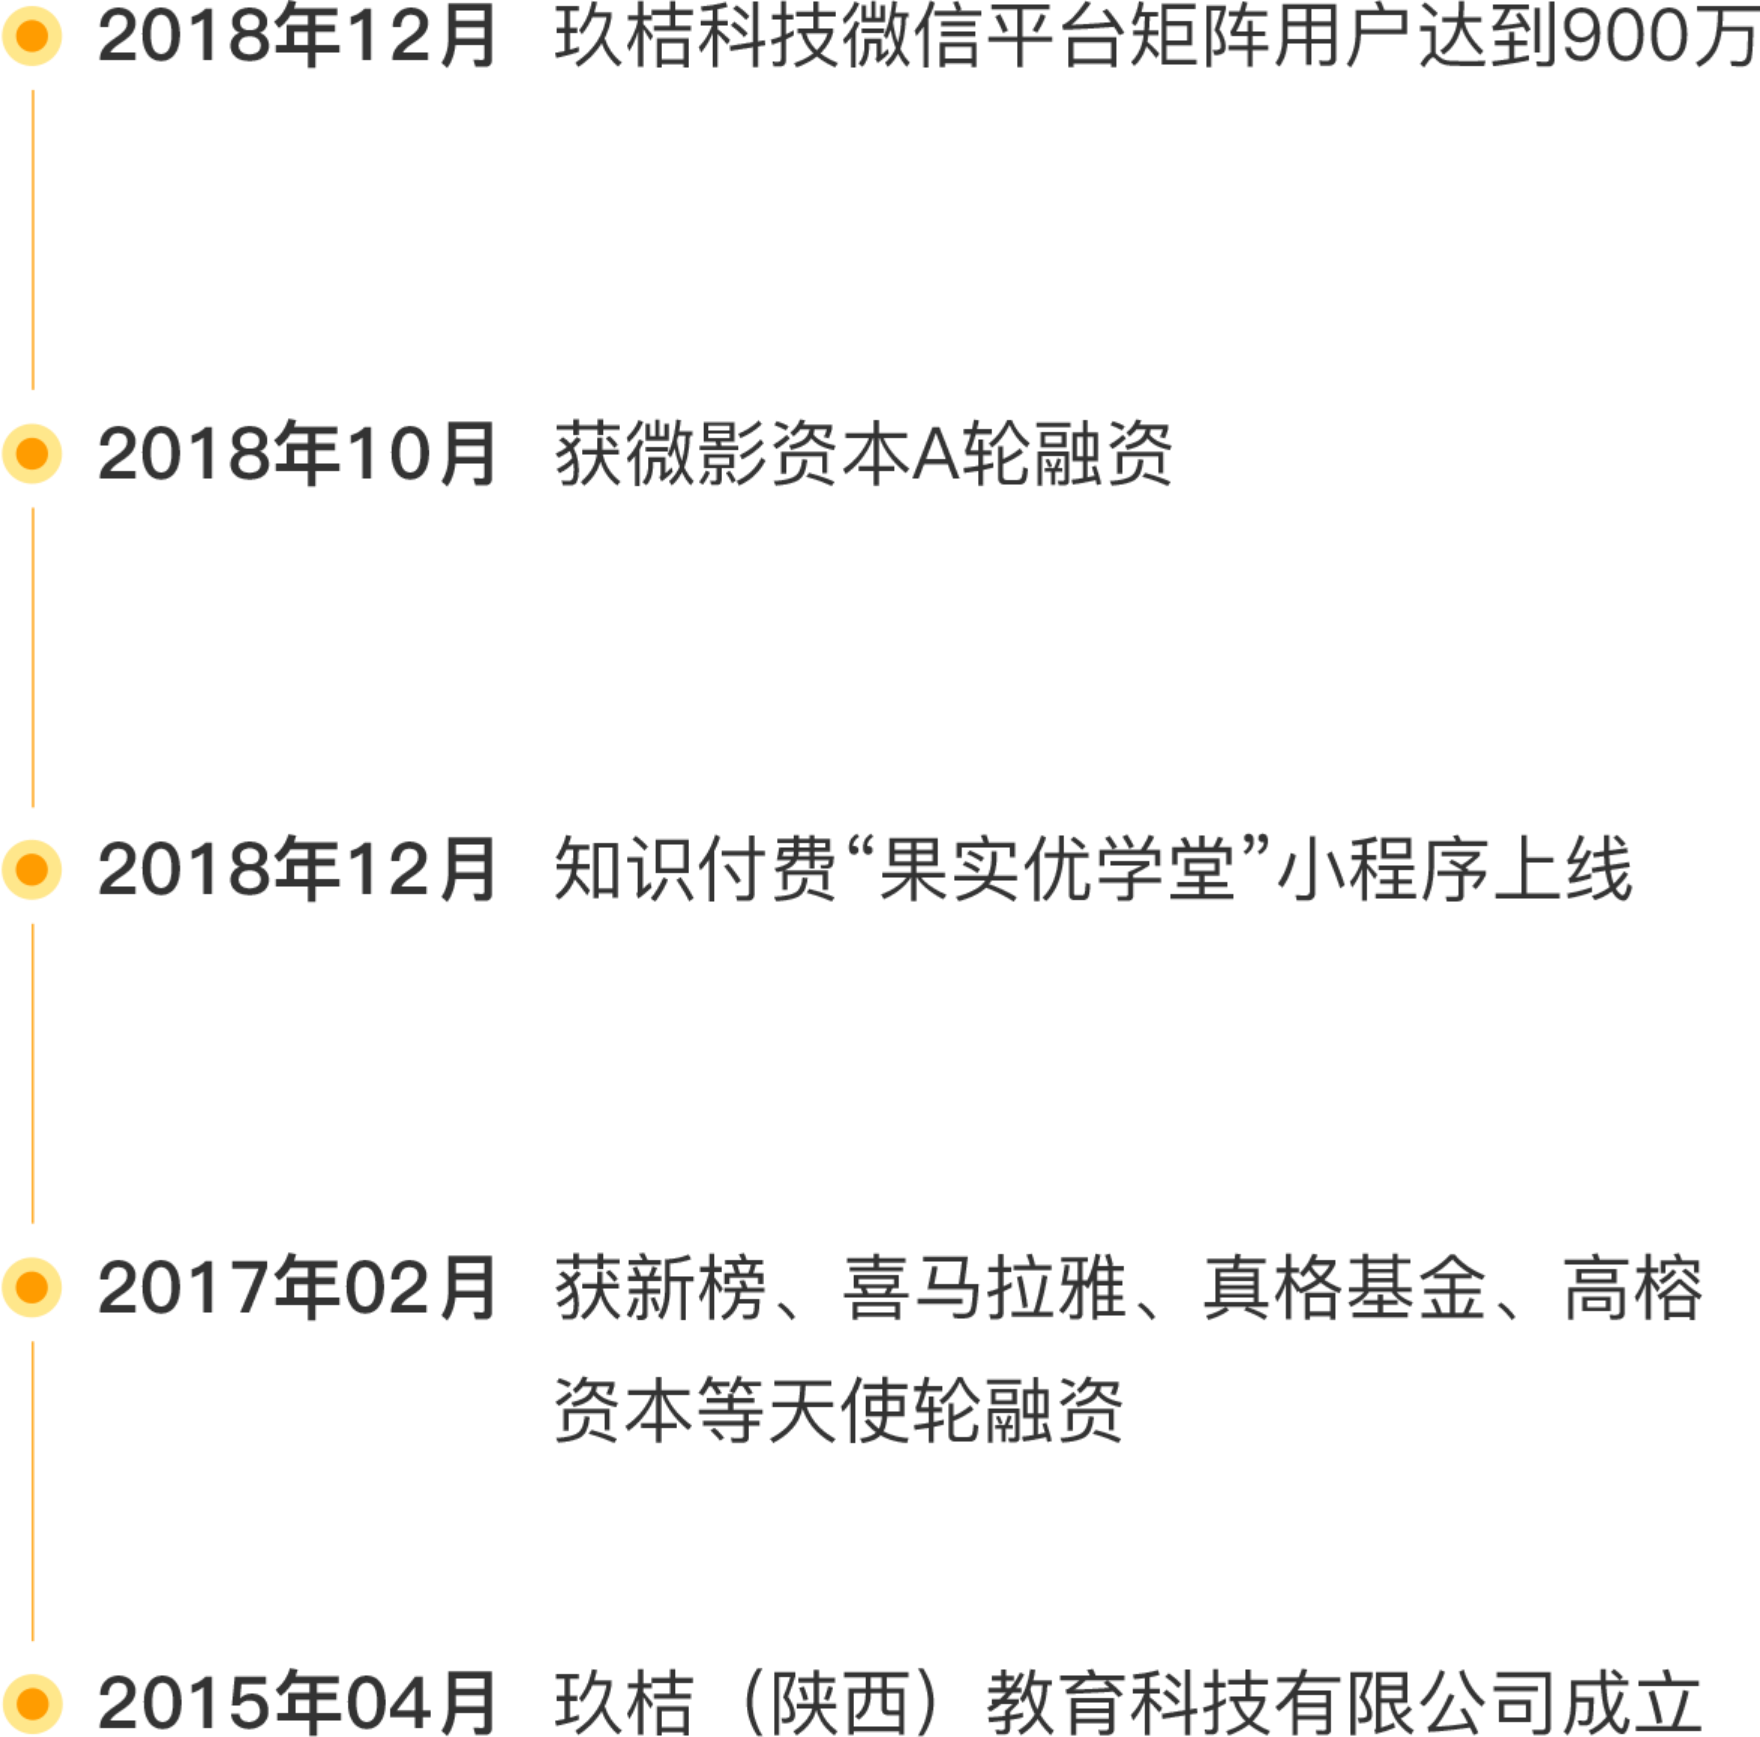 2018年12月 玖桔科技微信平台矩阵用户达到900万
2018年10月 获微影资本A轮融资
2018年12月 知识付费“果实优学堂”小程序上线
2017年02月 获新榜、喜马拉雅、真格基金、高榕
资本等天使轮融资
2015年04月 玖桔（陕西）教育科技有限公司成立